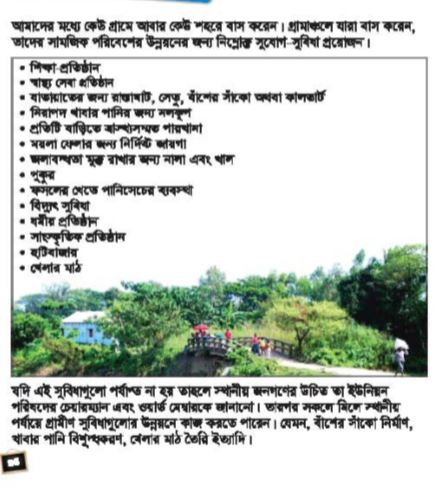 আমাদের মধ্যে কেউ গ্রামে আবার কেউ শহরে বাস করেন। গ্রামাঞ্চলে যারা বাস করেন,
তাদের সামাজিক পরিবেশের উন্নয়নের জন্য নিম্নোক্ত সুযোগ-সুবিধা প্রয়োজন।
• শিক্ষা প্রতিষ্ঠান
• স্বাস্থ্য সেবা প্রতিষ্ঠান
• যাতায়াতের জন্য রাস্তাঘাট, সেতু, বাঁশের সাঁকো অথবা কালভার্ট
• নিরাপদ খাবার পানির জন্য নলকূপ
• প্রতিটি বাড়িতে স্বাস্থ্যসম্মত পায়খানা
• ময়লা ফেলার জন্য নির্দিষ্ট জায়গা
• জলাবদ্ধতা মুক্ত রাখার জন্য নালা এবং খাল
• পুকুর
• ফসলের খেতে পানিসেচের ব্যবস্থা
• বিদ্যুৎ সুবিধা
• ধর্মীয় প্রতিষ্ঠান
• সাংস্কৃতিক প্রতিষ্ঠান
• হাটবাজার
• খেলার মাঠ
যদি এই সুবিধাগুলো পর্যাপ্ত না হয় তাহলে স্থানীয় জনগণের উচিত তা ইউনিয়ন
পরিষদের চেয়ারম্যান এবং ওয়ার্ড মেম্বারকে জানানো। তারপর সকলে মিলে স্থানীয়
পর্যায়ে গ্রামীণ সুবিধাগুলোর উন্নয়নে কাজ করতে পারেন। যেমন, বাঁশের সাঁকো নির্মাণ,
খাবার পানি বিশুদ্ধকরণ, খেলার মাঠ তৈরি ইত্যাদি।